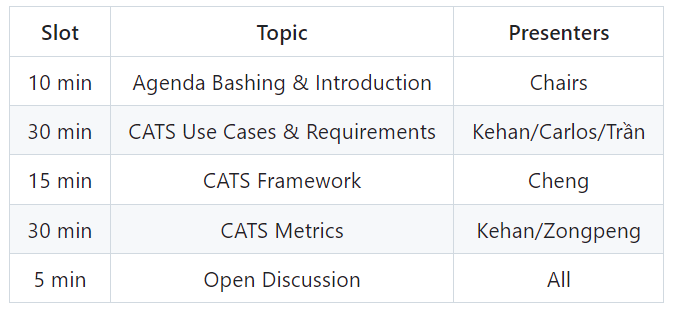 Slot Topic Presenters
10 min Agenda Bashing & Introduction Chairs
30 min CATS Use Cases & Requirements Kehan/Carlos/Trần
15 min CATS Framework Cheng
30 min CATS Metrics Kehan/Zongpeng
5 min Open Discussion All